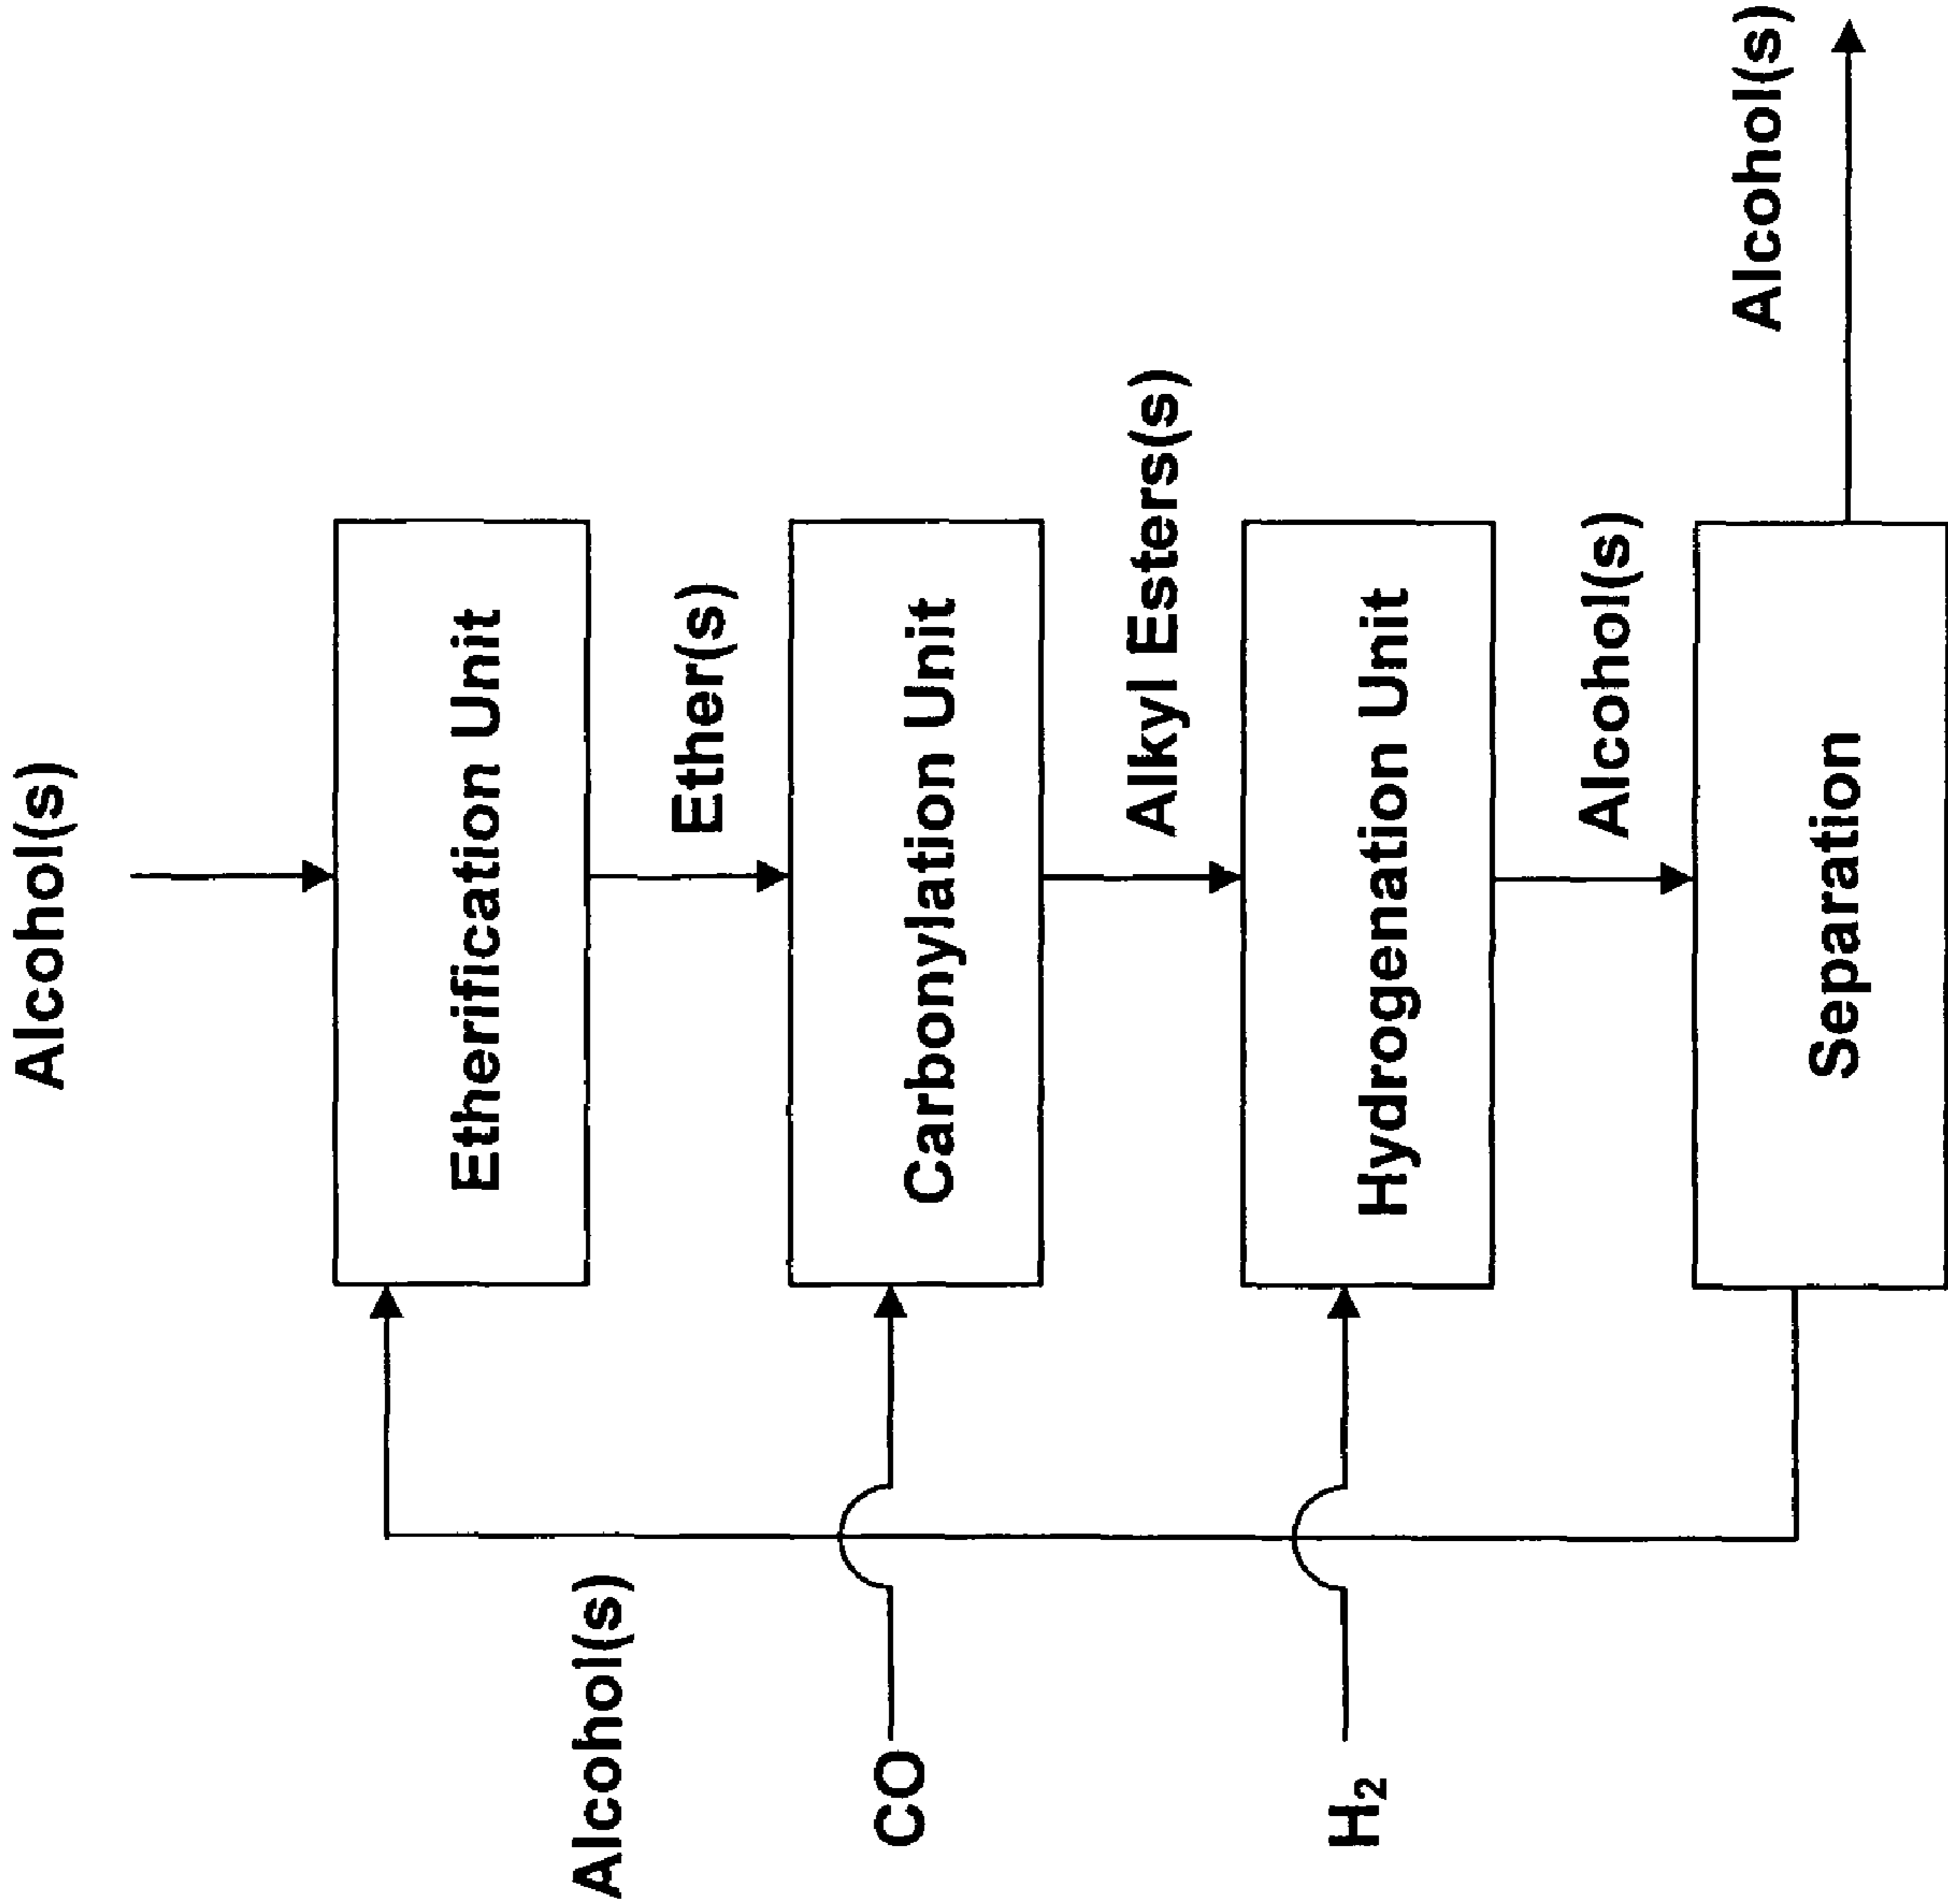 Alcohol(s)
Etherification Unit
Ether(s)
Carbonylation Unit
Alkyl Esters(s)
Hydrogenation Unit
Alcohol(s)
Separation
Alcohol(s)
Alcohol(s)
CO
H₂